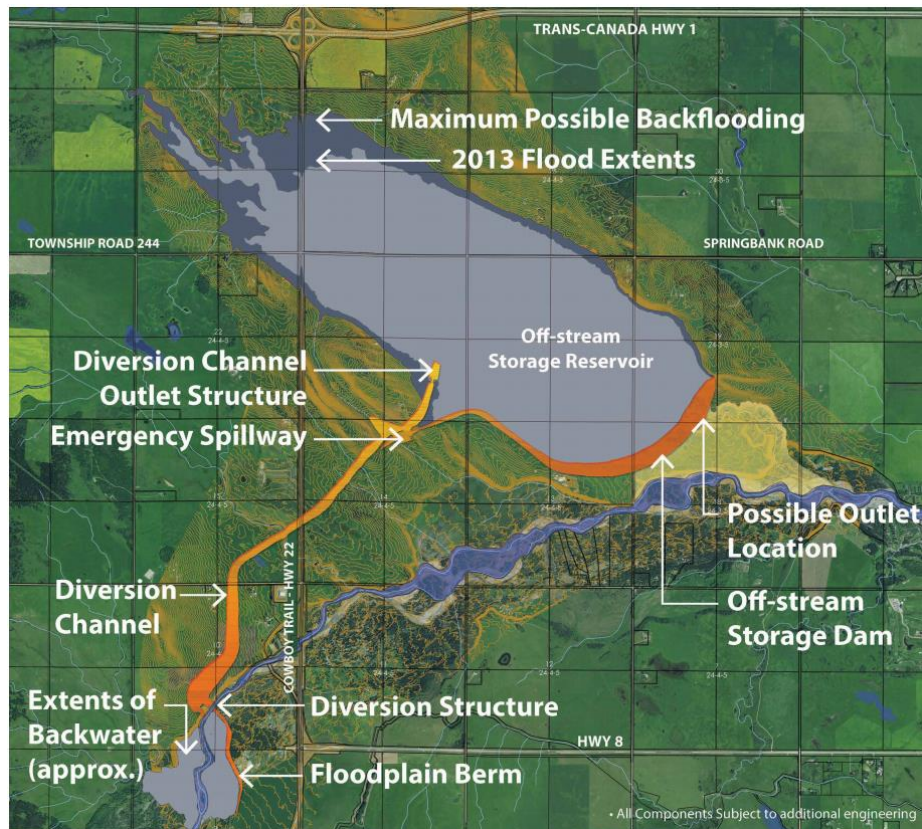 TRANS-CANADA HWY 1
Maximum Possible Backflooding
2013 Flood Extents
TOWNSHIP ROAD 244
SPRINGBANK ROAD
Off-stream
Storage Reservoir
Diversion Channel
Outlet Structure
Emergency Spillway
Possible Outlet
Location
Diversion
Channel
COWBOY TRAIL - HWY 22
Off-stream
Storage Dam
Extents of
Backwater
(approx.)
Diversion Structure
HWY 8
Floodplain Berm
• All Components Subject to additional engineering